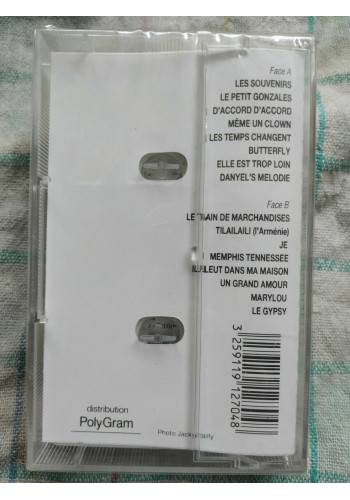 Face A
LES SOUVENIRS
LE PETIT GONZALES
D'ACCORD D'ACCORD
MÊME UN CLOWN
LES TEMPS CHANGENT
BUTTERFLY
ELLE EST TROP LOIN
DANYEL'S MELODIE
Face B
LE TRAIN DE MARCHANDISES
TILAILAILI (l'Arménie)
JE
MEMPHIS TENNESSEE
PLEUT DANS MA MAISON
UN GRAND AMOUR
MARYLOU
LE GYPSY
3 259119 127048
distribution
PolyGram
Photo